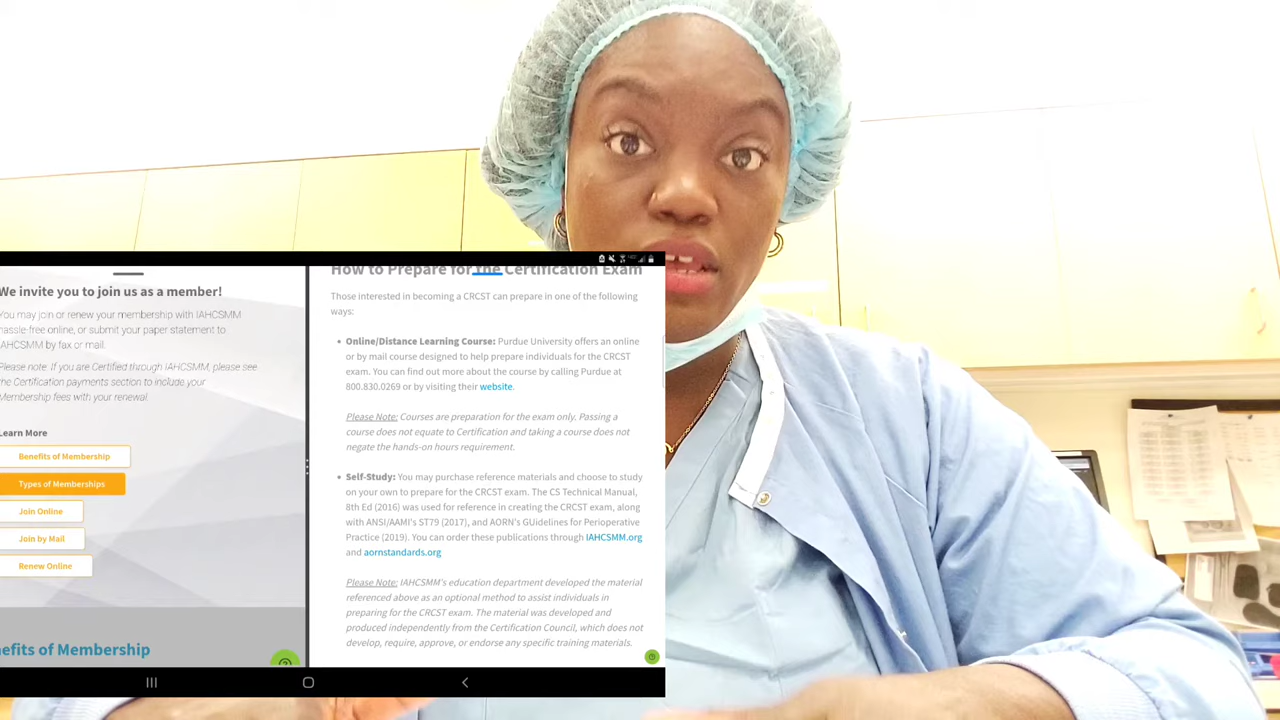 We invite you to join us as a member!
You may join or renew your membership with IAHCSMM
hassle-free online, or submit your paper statement to
IAHCSMM by fax or mail.
Please note: If you are Certified through IAHCSMM, please see
the Certification payments section to include your
Membership fees with your renewal.
Learn More
Benefits of Membership
Types of Memberships
Join Online
Join by Mail
Renew Online
efits of Membership
How to Prepare for the Certification Exam
Those interested in becoming a CRCST can prepare in one of the following
ways:
• Online/Distance Learning Course: Purdue University offers an online
or by mail course designed to help prepare individuals for the CRCST
exam. You can find out more about the course by calling Purdue at
800.830.0269 or by visiting their website.
Please Note: Courses are preparation for the exam only. Passing a
course does not equate to Certification and taking a course does not
negate the hands-on hours requirement.
• Self-Study: You may purchase reference materials and choose to study
on your own to prepare for the CRCST exam. The CS Technical Manual,
8th Ed (2016) was used for reference in creating the CRCST exam, along
with ANSI/AAMI's ST79 (2017), and AORN's GUidelines for Perioperative
Practice (2019). You can order these publications through IAHCSMM.org
and aornstandards.org
Please Note: IAHCSMM's education department developed the material
referenced above as an optional method to assist individuals in
preparing for the CRCST exam. The material was developed and
produced independently from the Certification Council, which does not
develop, require, approve, or endorse any specific training materials.